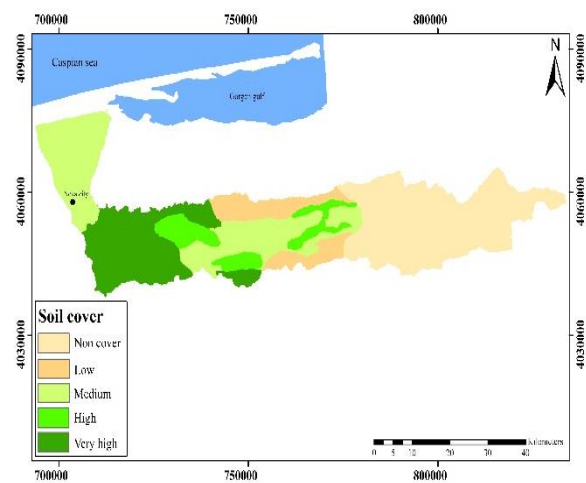 700000 750000 800000
4090000 4090000
N
Caspian sea
Gorgan gulf
4060000 4060000
4030000 4030000
Soil cover
Non cover
Low
Medium
High
Very high
Kilometers
0 5 10 20 30 40
700000 750000 800000